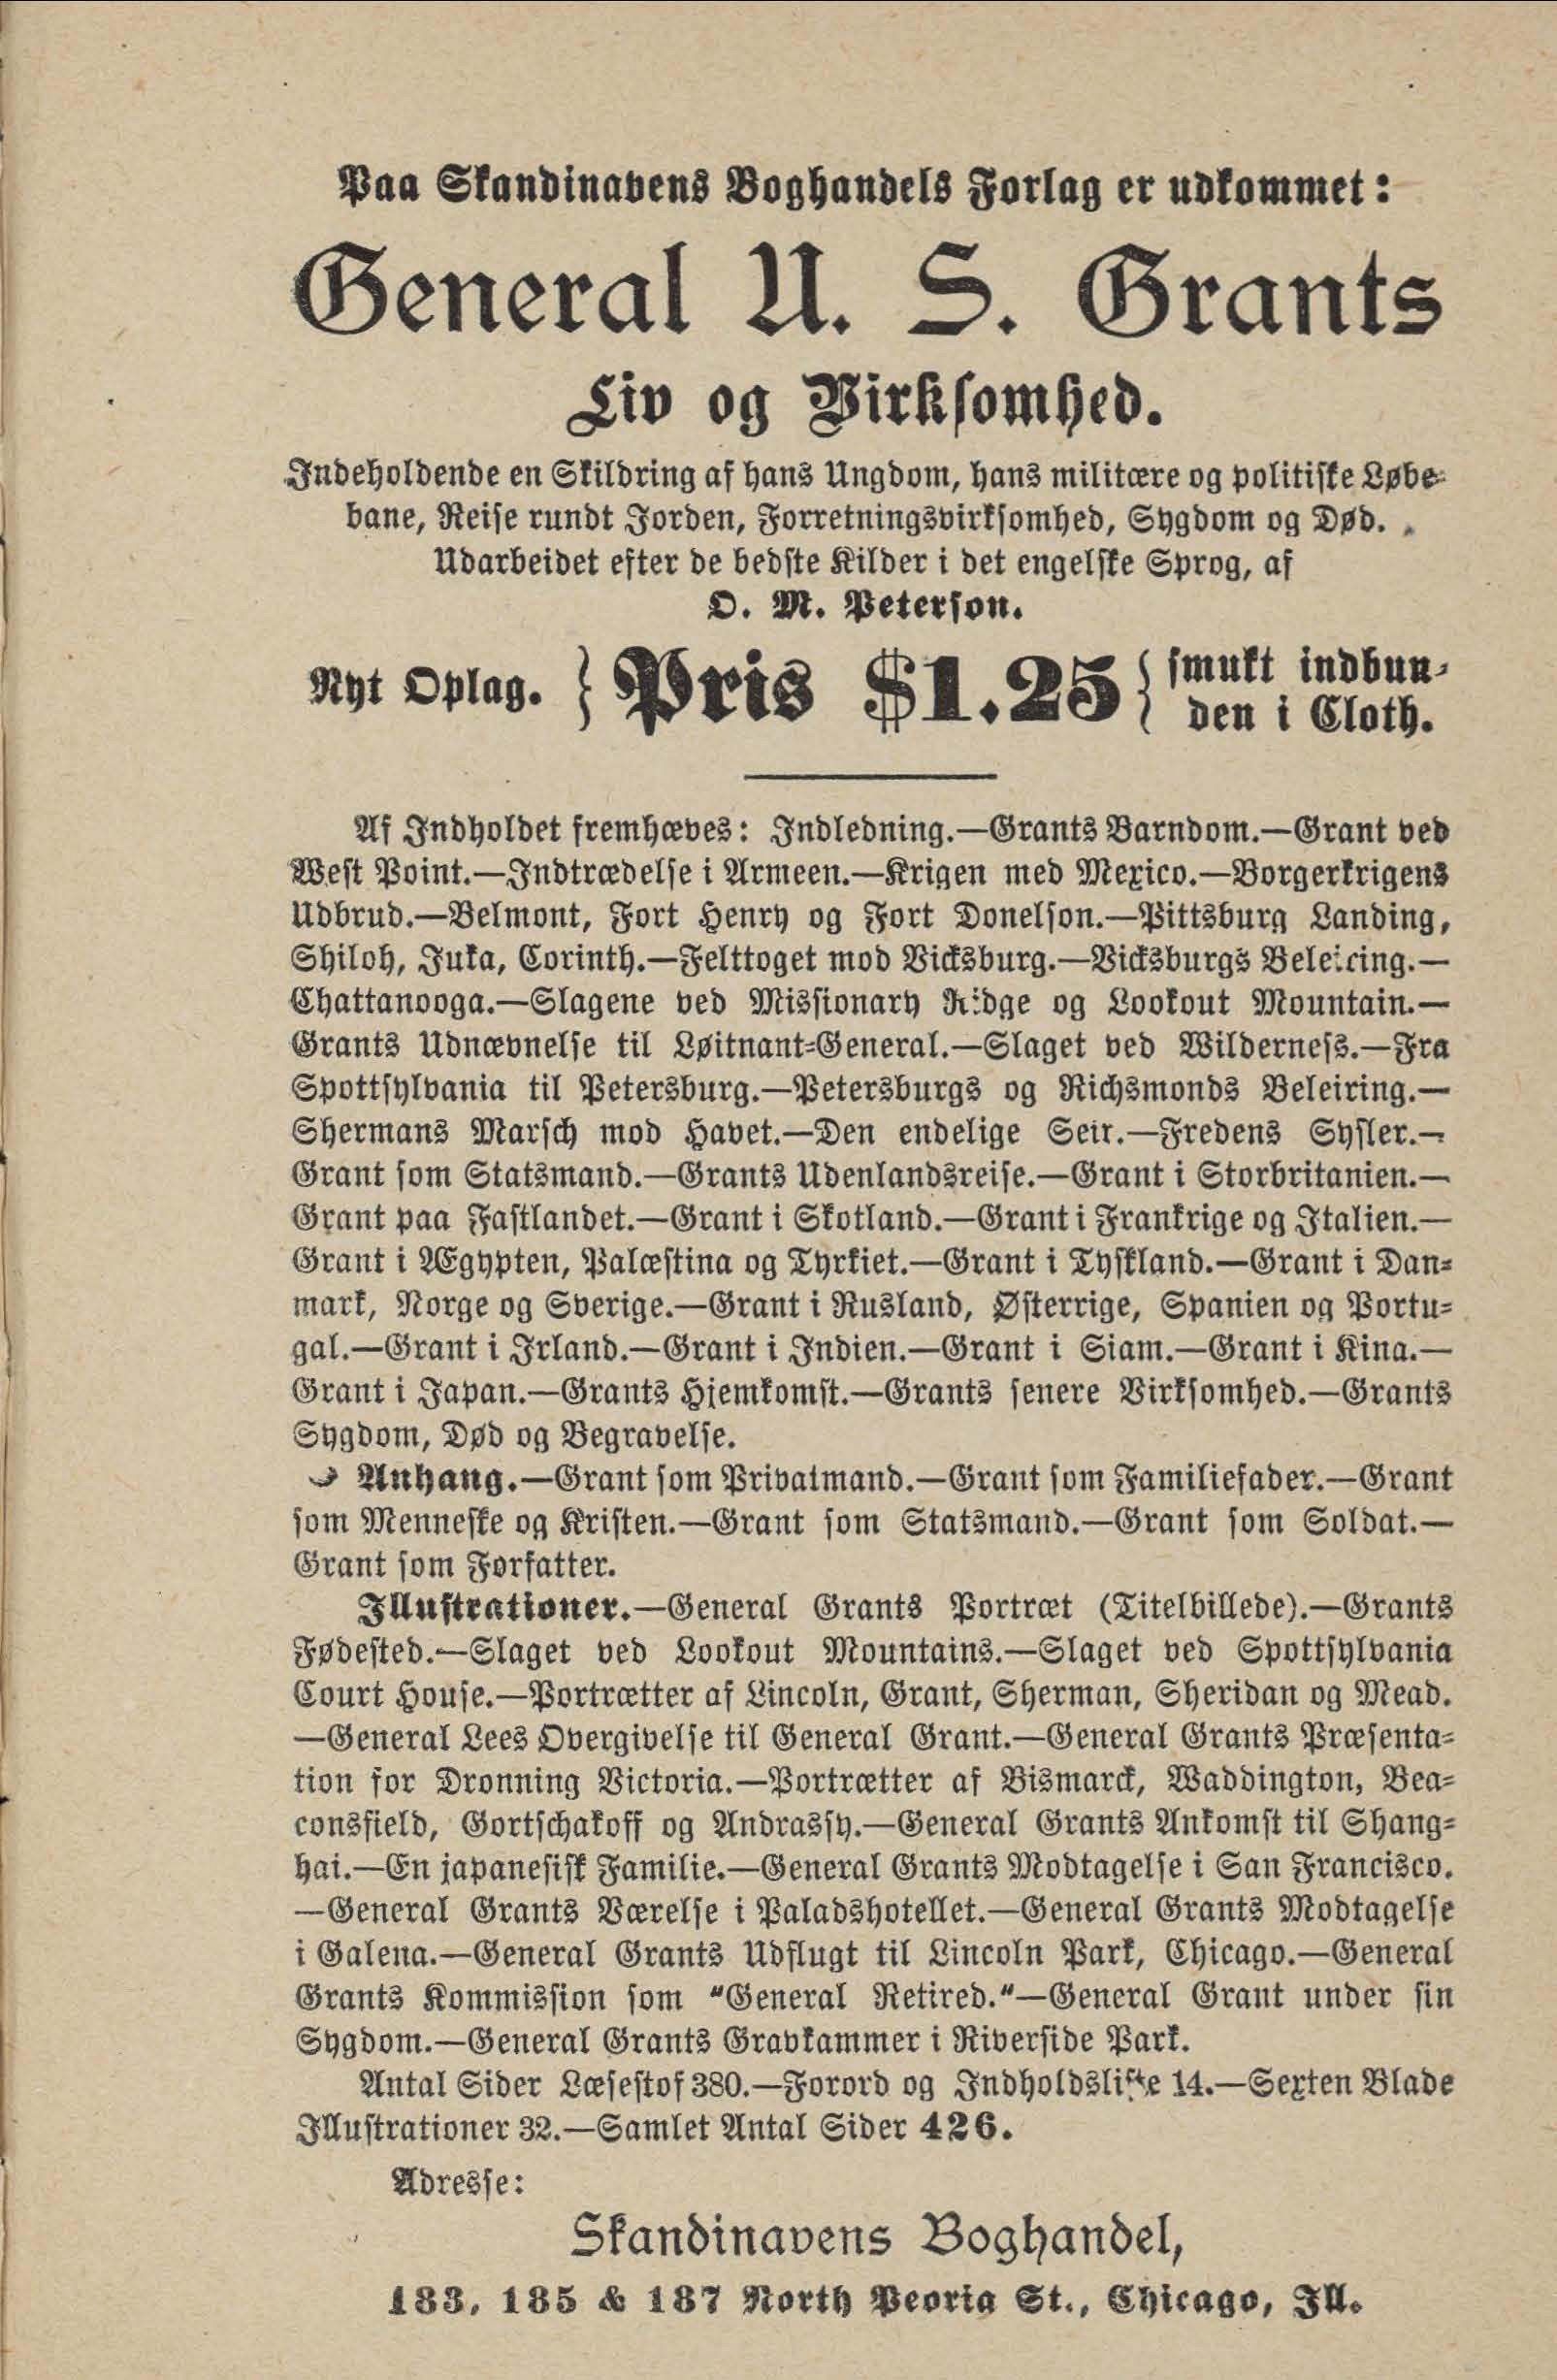 Paa Skandinavens Boghandels Forlag er udkommet:
General U. S. Grants
Liv og Virksomhed.
Indeholdende en Skildring af hans Ungdom, hans militære og politiske Løbe-
bane, Reise rundt Jorden, Forretningsvirksomhed, Sygdom og Død.
Udarbeidet efter de bedste Kilder i det engelske Sprog, af
O. M. Peterson.
Nyt Oplag. } Pris $1.25 { smukt indbun-
den i Cloth.
Af Indholdet fremhæves: Indledning.—Grants Barndom.—Grant ved
West Point.—Indtrædelse i Armeen.—Krigen med Mexico.—Borgerkrigens
Udbrud.—Belmont, Fort Henry og Fort Donelson.—Pittsburg Landing,
Shiloh, Juka, Corinth.—Felttoget mod Vicksburg.—Vicksburgs Beleiring.—
Chattanooga.—Slagene ved Missionary Ridge og Lookout Mountain.—
Grants Udnævnelse til Løitnant-General.—Slaget ved Wilderness.—Fra
Spottsylvania til Petersburg.—Petersburgs og Richsmonds Beleiring.—
Shermans Marsch mod Havet.—Den endelige Seir.—Fredens Sysler.—
Grant som Statsmand.—Grants Udenlandsreise.—Grant i Storbritanien.—
Grant paa Fastlandet.—Grant i Skotland.—Grant i Frankrige og Italien.—
Grant i Ægypten, Palæstina og Tyrkiet.—Grant i Tyskland.—Grant i Dan-
mark, Norge og Sverige.—Grant i Rusland, Østerrige, Spanien og Portu-
gal.—Grant i Irland.—Grant i Indien.—Grant i Siam.—Grant i Kina.—
Grant i Japan.—Grants Hjemkomst.—Grants senere Virksomhed.—Grants
Sygdom, Død og Begravelse.
Anhang.—Grant som Privatmand.—Grant som Familiefader.—Grant
som Menneske og Kristen.—Grant som Statsmand.—Grant som Soldat.—
Grant som Forfatter.
Illustrationer.—General Grants Portræt (Titelbillede).—Grants
Fødested.—Slaget ved Lookout Mountains.—Slaget ved Spottsylvania
Court House.—Portrætter af Lincoln, Grant, Sherman, Sheridan og Mead.
—General Lees Overgivelse til General Grant.—General Grants Præsenta-
tion for Dronning Victoria.—Portrætter af Bismarck, Waddington, Bea-
consfield, Gortschakoff og Andrassy.—General Grants Ankomst til Shang-
hai.—En japanesisk Familie.—General Grants Modtagelse i San Francisco.
—General Grants Værelse i Paladshotellet.—General Grants Modtagelse
i Galena.—General Grants Udflugt til Lincoln Park, Chicago.—General
Grants Kommission som "General Retired."—General Grant under sin
Sygdom.—General Grants Gravkammer i Riverside Park.
Antal Sider Læsestof 380.—Forord og Indholdsliste 14.—Sexten Blade
Illustrationer 32.—Samlet Antal Sider 426.
Adresse:
Skandinavens Boghandel,
183, 185 & 187 North Peoria St., Chicago, Ill.